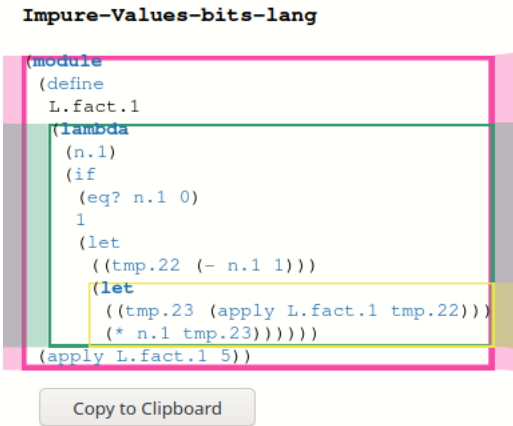 Impure-Values-bits-lang
(module
(define
L.fact.1
(lambda
(n.1)
(if
(eq? n.1 0)
1
(let
((tmp.22 (- n.1 1)))
(let
((tmp.23 (apply L.fact.1 tmp.22)))
(* n.1 tmp.23))))))
(apply L.fact.1 5))
Copy to Clipboard